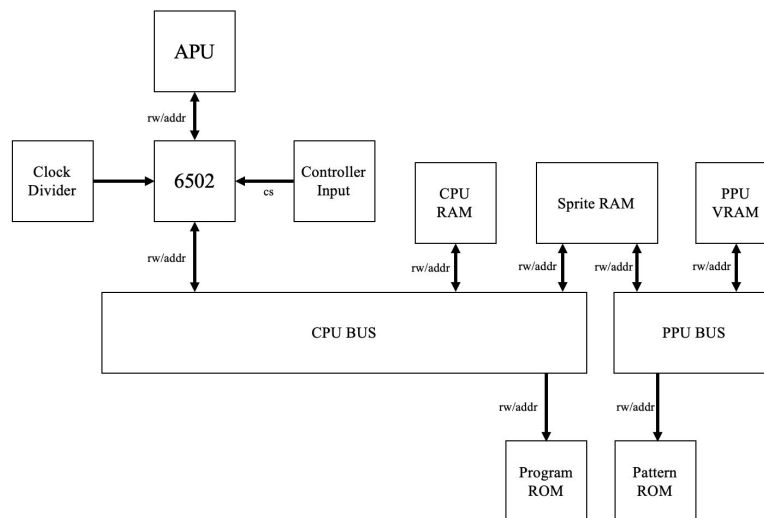 APU
rw/addr
Clock
Divider
6502
cs
Controller
Input
CPU
RAM
Sprite RAM
PPU
VRAM
rw/addr
rw/addr
rw/addr
rw/addr
rw/addr
CPU BUS
PPU BUS
rw/addr
rw/addr
Program
ROM
Pattern
ROM